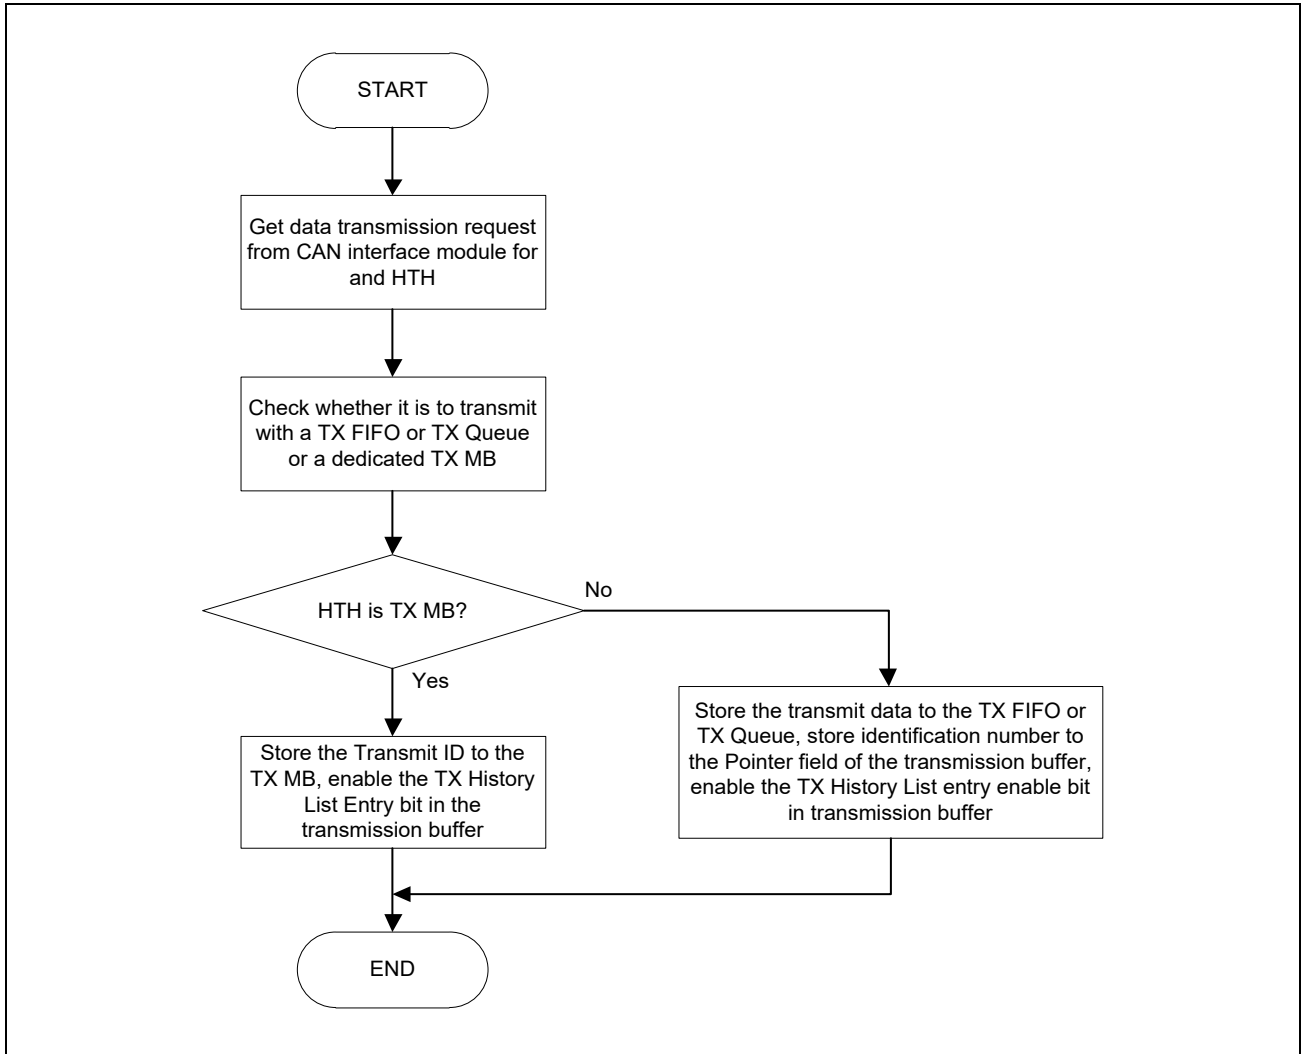 START
Get data transmission request
from CAN interface module for
and HTH
Check whether it is to transmit
with a TX FIFO or TX Queue
or a dedicated TX MB
HTH is TX MB?
No
Yes
Store the Transmit ID to the
TX MB, enable the TX History
List Entry bit in the
transmission buffer
Store the transmit data to the TX FIFO or
TX Queue, store identification number to
the Pointer field of the transmission buffer,
enable the TX History List entry enable bit
in transmission buffer
END